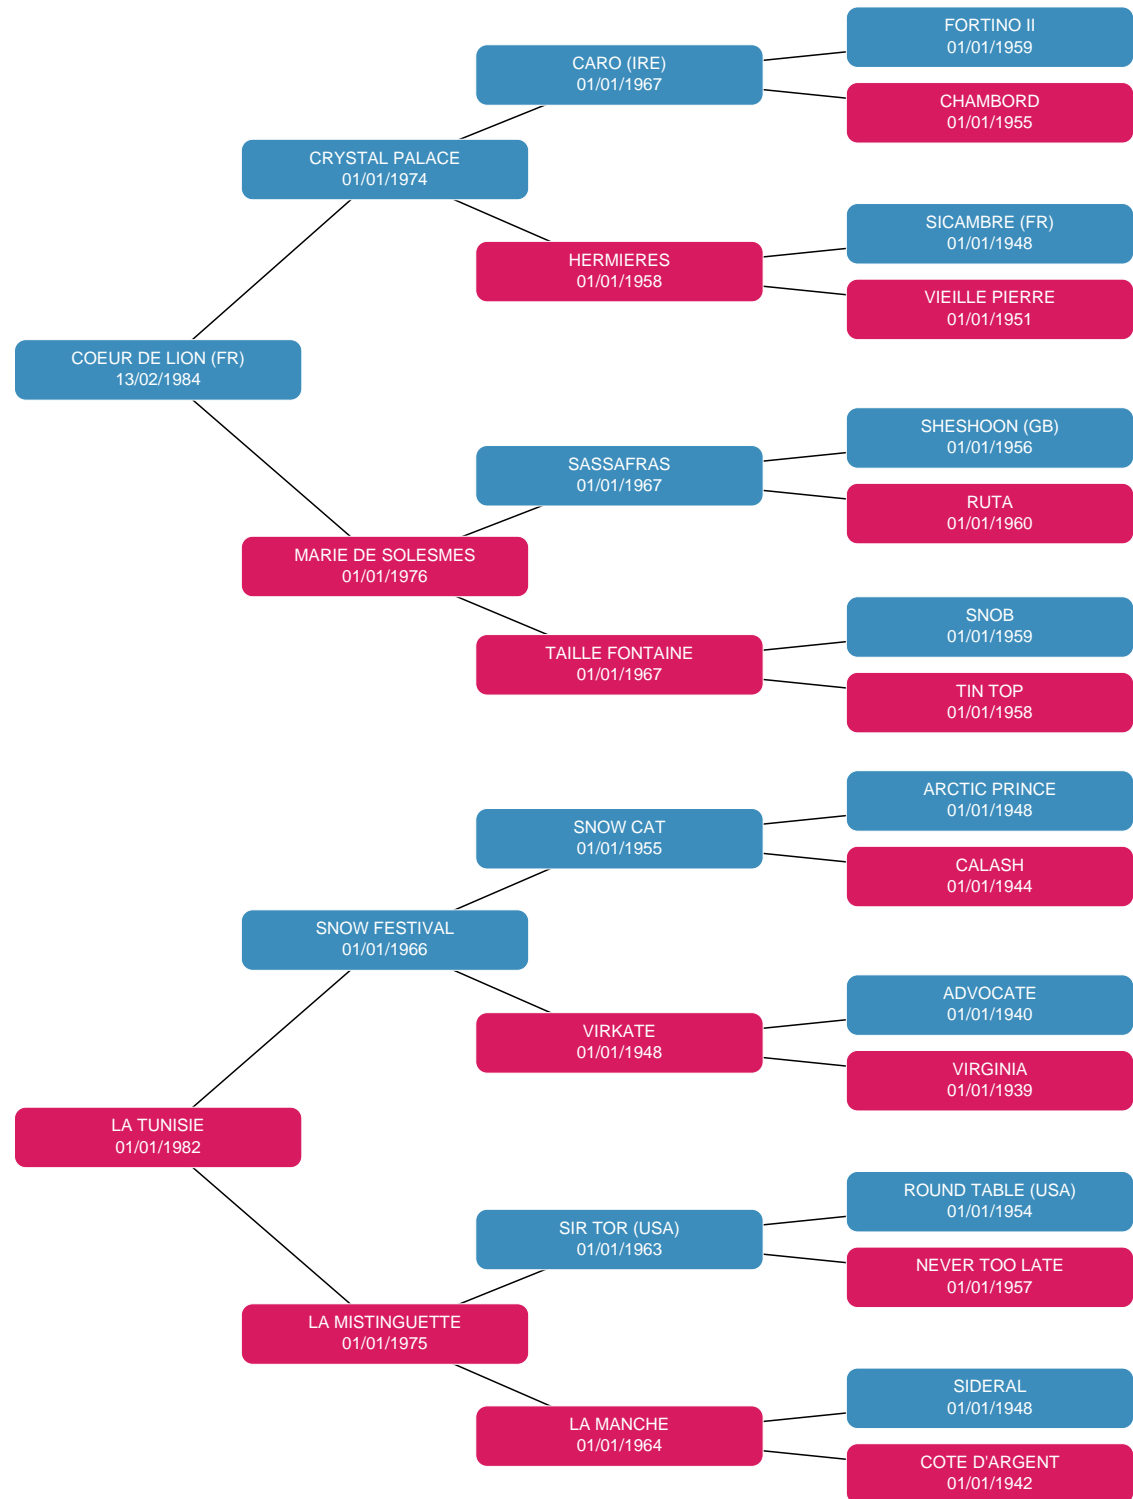 FORTINO II
01/01/1959
CARO (IRE)
01/01/1967
CHAMBORD
01/01/1955
CRYSTAL PALACE
01/01/1974
SICAMBRE (FR)
01/01/1948
HERMIERES
01/01/1958
VIEILLE PIERRE
01/01/1951
COEUR DE LION (FR)
13/02/1984
SHESHOON (GB)
01/01/1956
SASSAFRAS
01/01/1967
RUTA
01/01/1960
MARIE DE SOLESMES
01/01/1976
SNOB
01/01/1959
TAILLE FONTAINE
01/01/1967
TIN TOP
01/01/1958
ARCTIC PRINCE
01/01/1948
SNOW CAT
01/01/1955
CALASH
01/01/1944
SNOW FESTIVAL
01/01/1966
ADVOCATE
01/01/1940
VIRKATE
01/01/1948
VIRGINIA
01/01/1939
LA TUNISIE
01/01/1982
ROUND TABLE (USA)
01/01/1954
SIR TOR (USA)
01/01/1963
NEVER TOO LATE
01/01/1957
LA MISTINGUETTE
01/01/1975
SIDERAL
01/01/1948
LA MANCHE
01/01/1964
COTE D'ARGENT
01/01/1942